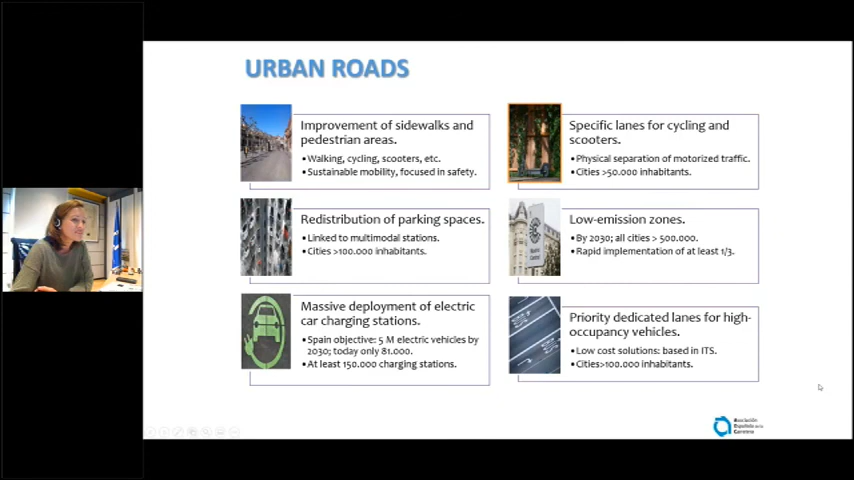 URBAN ROADS
Improvement of sidewalks and
pedestrian areas.
•Walking, cycling, scooters, etc.
•Sustainable mobility, focused in safety.
Specific lanes for cycling and
scooters.
•Physical separation of motorized traffic.
•Cities >50.000 inhabitants.
Redistribution of parking spaces.
•Linked to multimodal stations.
•Cities >100.000 inhabitants.
Low-emission zones.
•By 2030; all cities > 500.000.
•Rapid implementation of at least 1/3.
Massive deployment of electric
car charging stations.
•Spain objective: 5 M electric vehicles by
2030; today only 81.000.
•At least 150.000 charging stations.
Priority dedicated lanes for high-
occupancy vehicles.
•Low cost solutions: based in ITS.
•Cities>100.000 inhabitants.
Asociación
Española de la
Carretera